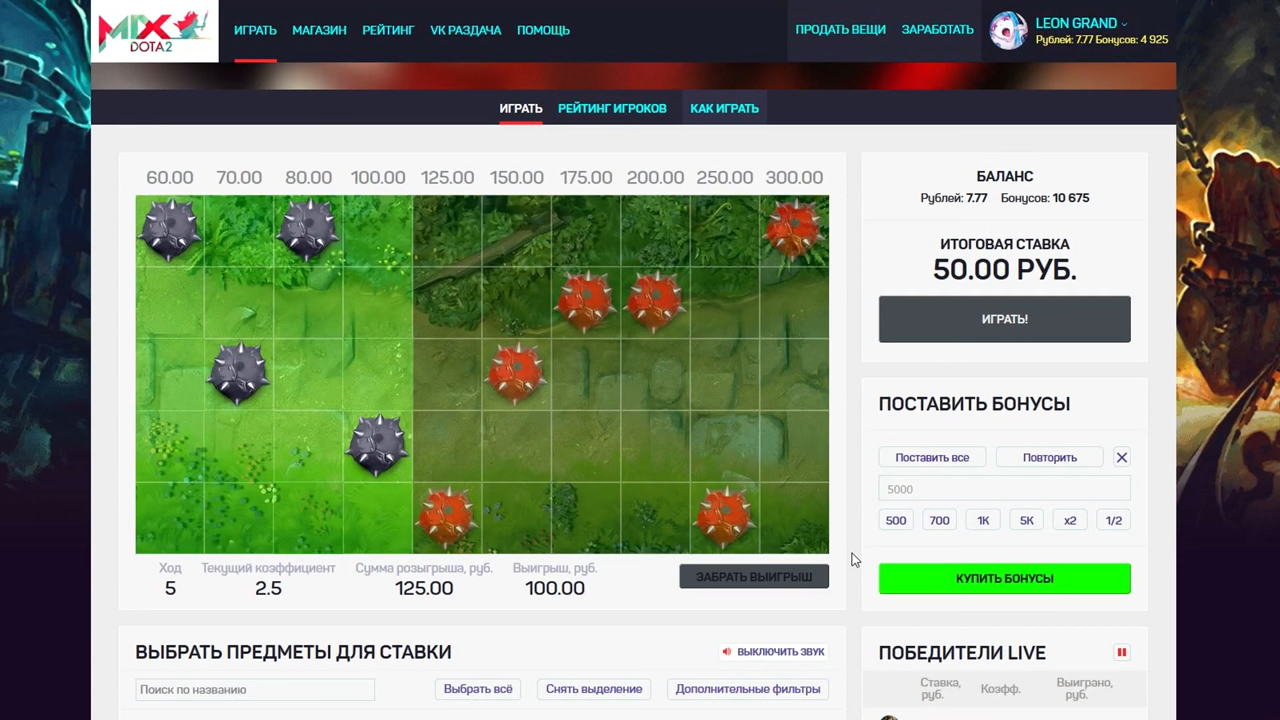 MIX
DOTA2
ИГРАТЬ
МАГАЗИН
РЕЙТИНГ
VK РАЗДАЧА
ПОМОЩЬ
ПРОДАТЬ ВЕЩИ
ЗАРАБОТАТЬ
LEON GRAND
Рублей: 7.77 Бонусов: 4 925
ИГРАТЬ
РЕЙТИНГ ИГРОКОВ
КАК ИГРАТЬ
60.00 70.00 80.00 100.00 125.00 150.00 175.00 200.00 250.00 300.00
Ход
5
Текущий коэффициент
2.5
Сумма розыгрыша, руб.
125.00
Выигрыш, руб.
100.00
ЗАБРАТЬ ВЫИГРЫШ
БАЛАНС
Рублей: 7.77 Бонусов: 10 675
ИТОГОВАЯ СТАВКА
50.00 РУБ.
ИГРАТЬ!
ПОСТАВИТЬ БОНУСЫ
Поставить все
Повторить
5000
500 700 1K 5K x2 1/2
КУПИТЬ БОНУСЫ
ВЫБРАТЬ ПРЕДМЕТЫ ДЛЯ СТАВКИ
ВЫКЛЮЧИТЬ ЗВУК
Поиск по названию
Выбрать всё
Снять выделение
Дополнительные фильтры
ПОБЕДИТЕЛИ LIVE
Ставка,
руб.
Коэфф.
Выиграно,
руб.